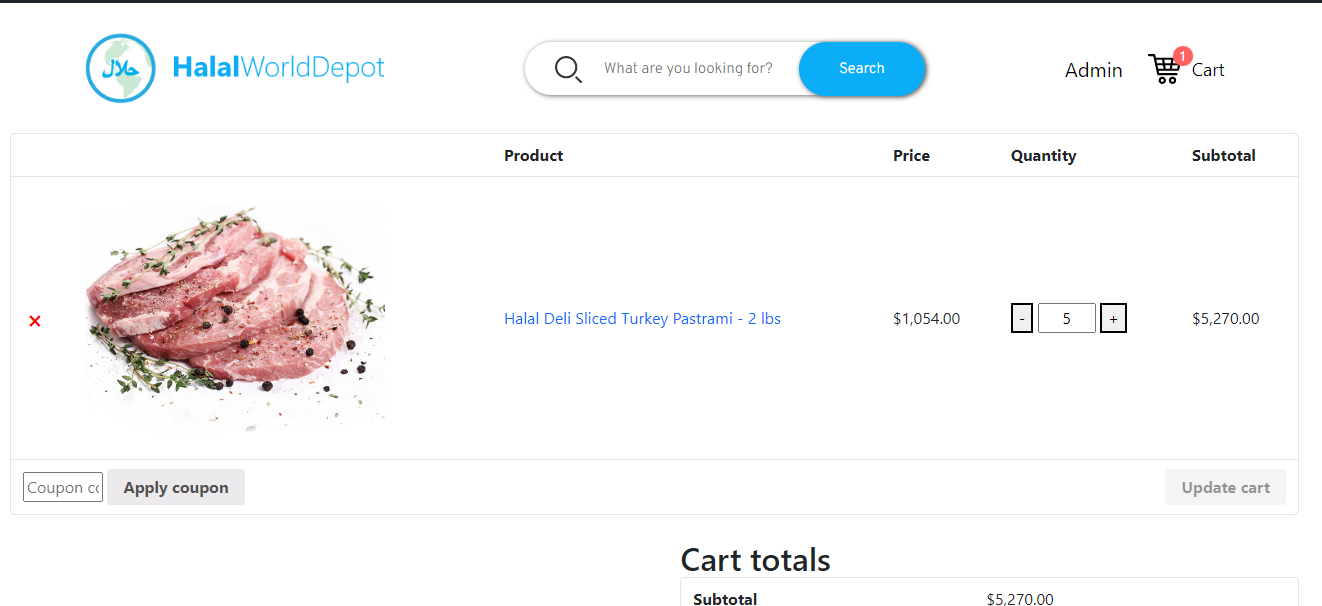 حلال HalalWorldDepot
What are you looking for? Search
Admin 1 Cart
Product Price Quantity Subtotal
× Halal Deli Sliced Turkey Pastrami - 2 lbs $1,054.00 - 5 + $5,270.00
Coupon co Apply coupon Update cart
Cart totals
Subtotal $5,270.00